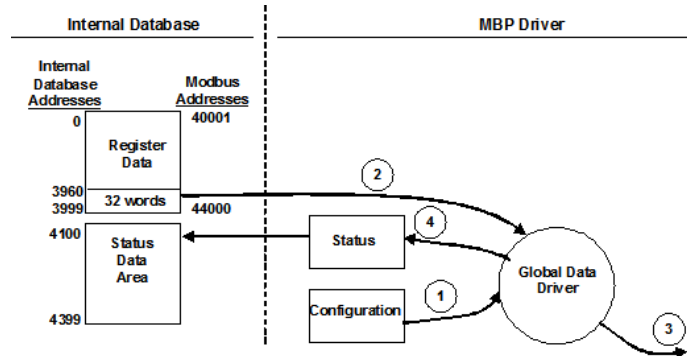 Internal Database
MBP Driver
Internal
Database
Addresses
Modbus
Addresses
0
40001
Register
Data
2
3960
32 words
3999
44000
4100
Status
Data
Area
Status
4
Global Data
Driver
Configuration
1
4399
3